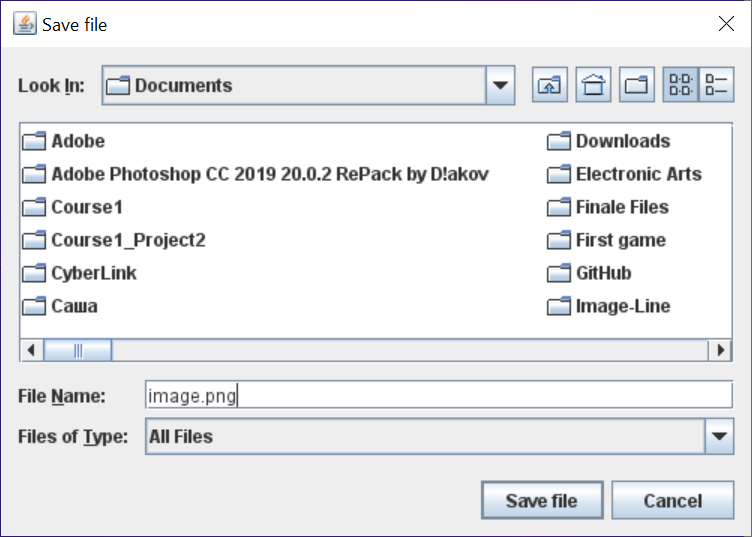 Save file
Look In: Documents
Adobe
Adobe Photoshop CC 2019 20.0.2 RePack by D!akov
Course1
Course1_Project2
CyberLink
Саша
Downloads
Electronic Arts
Finale Files
First game
GitHub
Image-Line
File Name: image.png
Files of Type: All Files
Save file Cancel